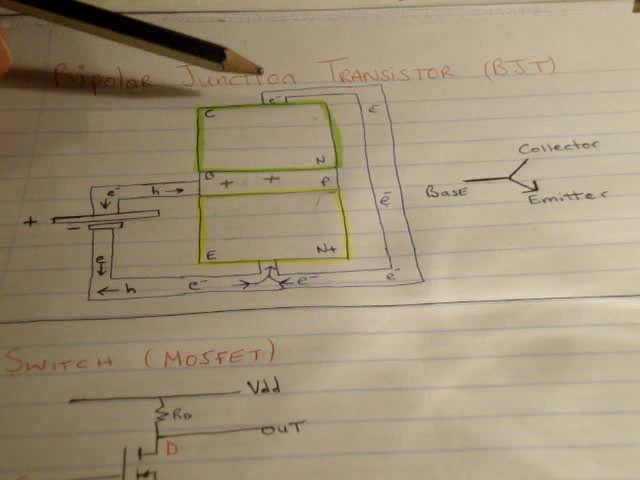 Bipolar Junction Transistor (BJT)
C
e-
E
N
B
+ +
P
e-
h
+
-
e-
E
N+
e
h
e-
e-
e-
Collector
Base
Emitter
Switch (MOSFET)
Vdd
RD
OUT
D